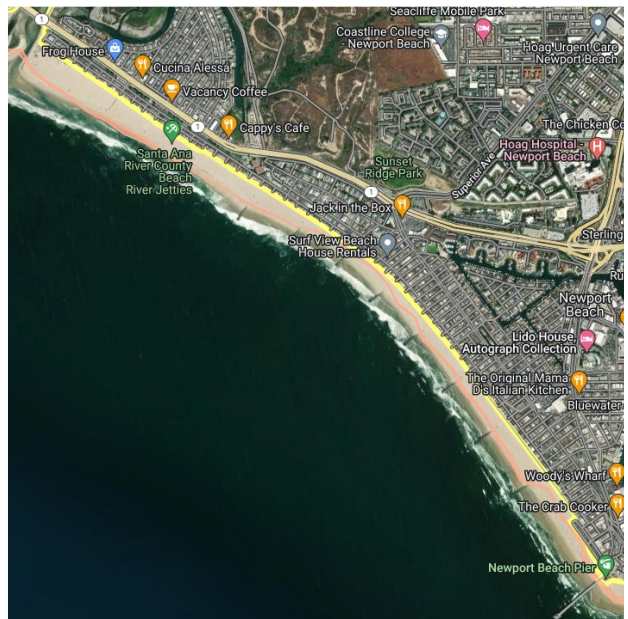 1
Seacliffe Mobile Park
Coastline College
- Newport Beach
Frog House
Hoag Urgent Care
Newport Beach
Cucina Alessa
Vacancy Coffee
The Chicken Co
1
Cappy's Cafe
Hoag Hospital -
Newport Beach
Santa Ana
River County
Beach
River Jetties
Sunset
Ridge Park
Superior Ave
1
Jack in the Box
Sterling
Surf View Beach
House Rentals
Ru
Newport
Beach
Lido House,
Autograph Collection
The Original Mama
D's Italian Kitchen
Bluewater
Woody's Wharf
The Crab Cooker
Newport Beach Pier